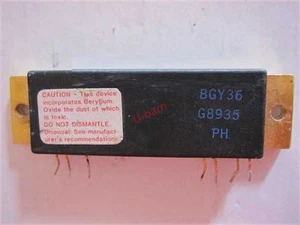 CAUTION - This device
incorporates Beryllium
Oxide the dust of which
is toxic.
DO NOT DISMANTLE.
Disposal: See manufact-
urer's recommendations.
U-barn
BGY36
G8935
PH